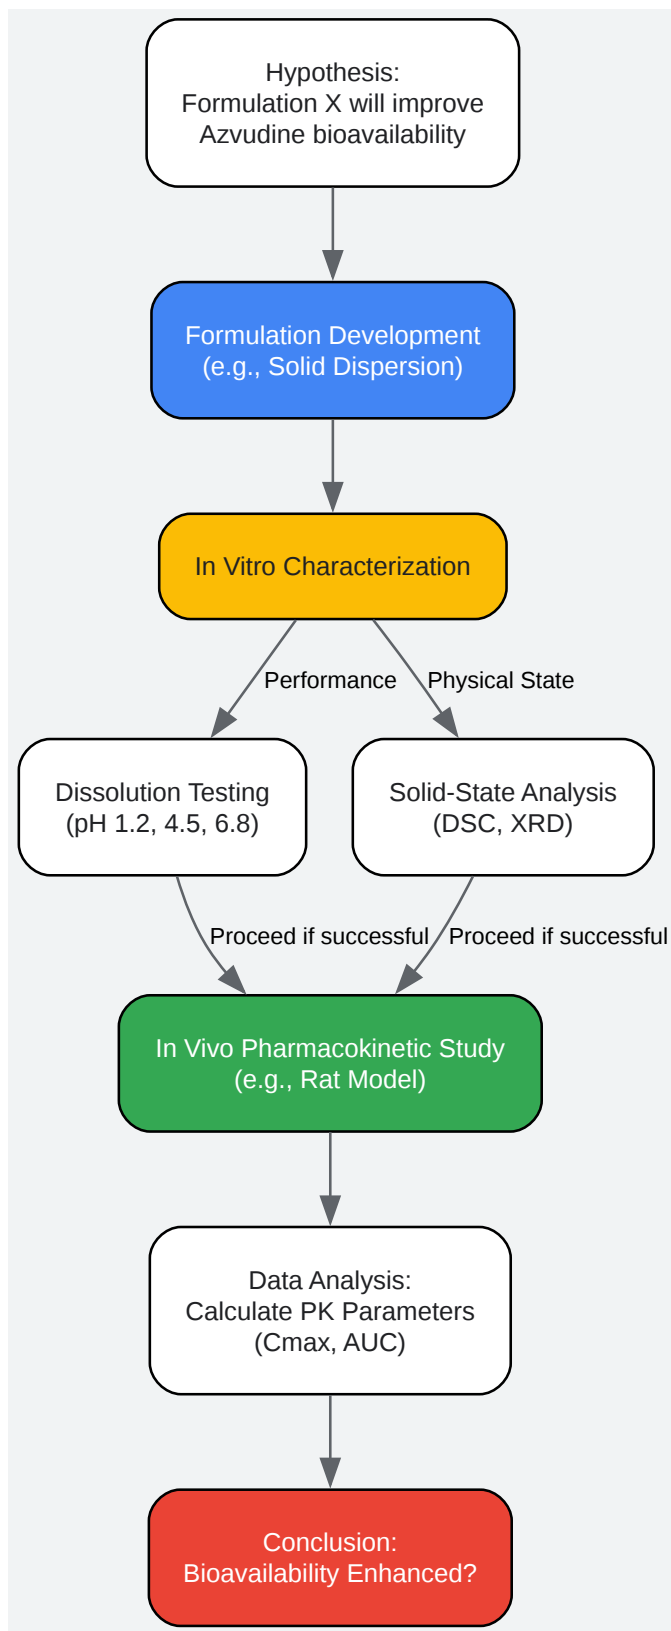 Hypothesis:
Formulation X will improve
Azvudine bioavailability
Formulation Development
(e.g., Solid Dispersion)
In Vitro Characterization
Performance
Physical State
Dissolution Testing
(pH 1.2, 4.5, 6.8)
Solid-State Analysis
(DSC, XRD)
Proceed if successful
Proceed if successful
In Vivo Pharmacokinetic Study
(e.g., Rat Model)
Data Analysis:
Calculate PK Parameters
(Cmax, AUC)
Conclusion:
Bioavailability Enhanced?